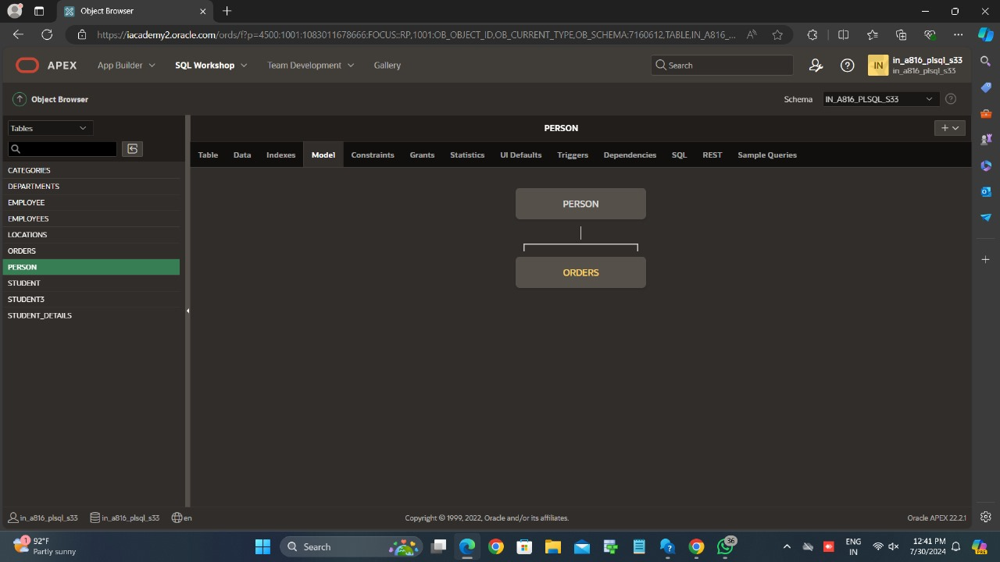 Object Browser
https://iacademy2.oracle.com/ords/f?p=4500:1001:1083011678666:FOCUS::RP,1001:OB_OBJECT_ID,OB_CURRENT_TYPE,OB_SCHEMA:7160612,TABLE,IN_A816_...
APEX
App Builder
SQL Workshop
Team Development
Gallery
Search
IN
in_a816_plsql_s33
in_a816_plsql_s33
Object Browser
Schema
IN_A816_PLSQL_S33
Tables
PERSON
Table
Data
Indexes
Model
Constraints
Grants
Statistics
UI Defaults
Triggers
Dependencies
SQL
REST
Sample Queries
CATEGORIES
DEPARTMENTS
EMPLOYEE
EMPLOYEES
LOCATIONS
ORDERS
PERSON
STUDENT
STUDENT3
STUDENT_DETAILS
PERSON
ORDERS
in_a816_plsql_s33
in_a816_plsql_s33
en
Copyright © 1999, 2022, Oracle and/or its affiliates.
Oracle APEX 22.2.1
1
92°F
Partly sunny
Search
36
ENG
IN
12:41 PM
7/30/2024
PRE